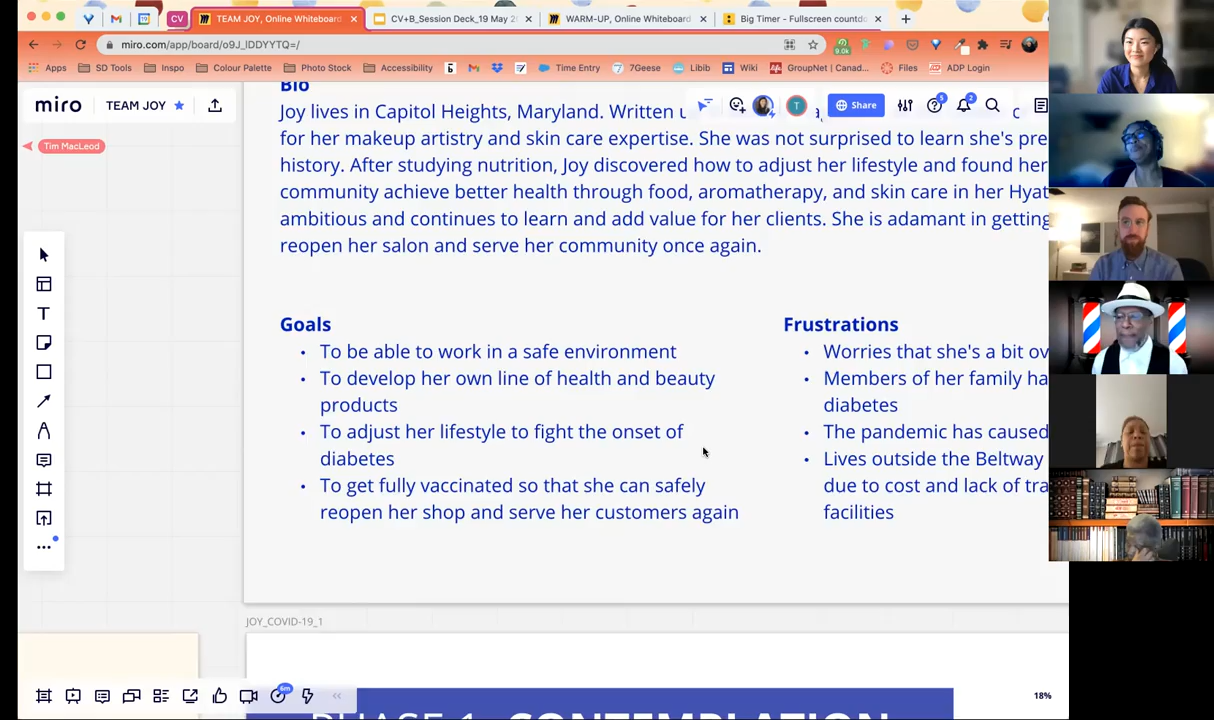 CV
TEAM JOY, Online Whiteboard
CV+B_Session Deck_19 May 2
WARM-UP, Online Whiteboard
Big Timer - Fullscreen countdo
miro.com/app/board/o9J_lDDYYTQ=/
Apps
SD Tools
Inspo
Colour Palette
Photo Stock
Accessibility
Time Entry
7Geese
Libib
Wiki
GroupNet | Canad...
Files
ADP Login
miro
TEAM JOY
T
Share
5
2
Tim MacLeod
Bio
Joy lives in Capitol Heights, Maryland. Written
for her makeup artistry and skin care expertise. She was not surprised to learn she's pre
history. After studying nutrition, Joy discovered how to adjust her lifestyle and found her
community achieve better health through food, aromatherapy, and skin care in her Hyat
ambitious and continues to learn and add value for her clients. She is adamant in getting
reopen her salon and serve her community once again.
Goals
• To be able to work in a safe environment
• To develop her own line of health and beauty
products
• To adjust her lifestyle to fight the onset of
diabetes
• To get fully vaccinated so that she can safely
reopen her shop and serve her customers again
Frustrations
• Worries that she's a bit ov
• Members of her family ha
diabetes
• The pandemic has caused
• Lives outside the Beltway
due to cost and lack of tra
facilities
JOY_COVID-19_1
PHASE 1 CONTEMPLATION
6m
18%